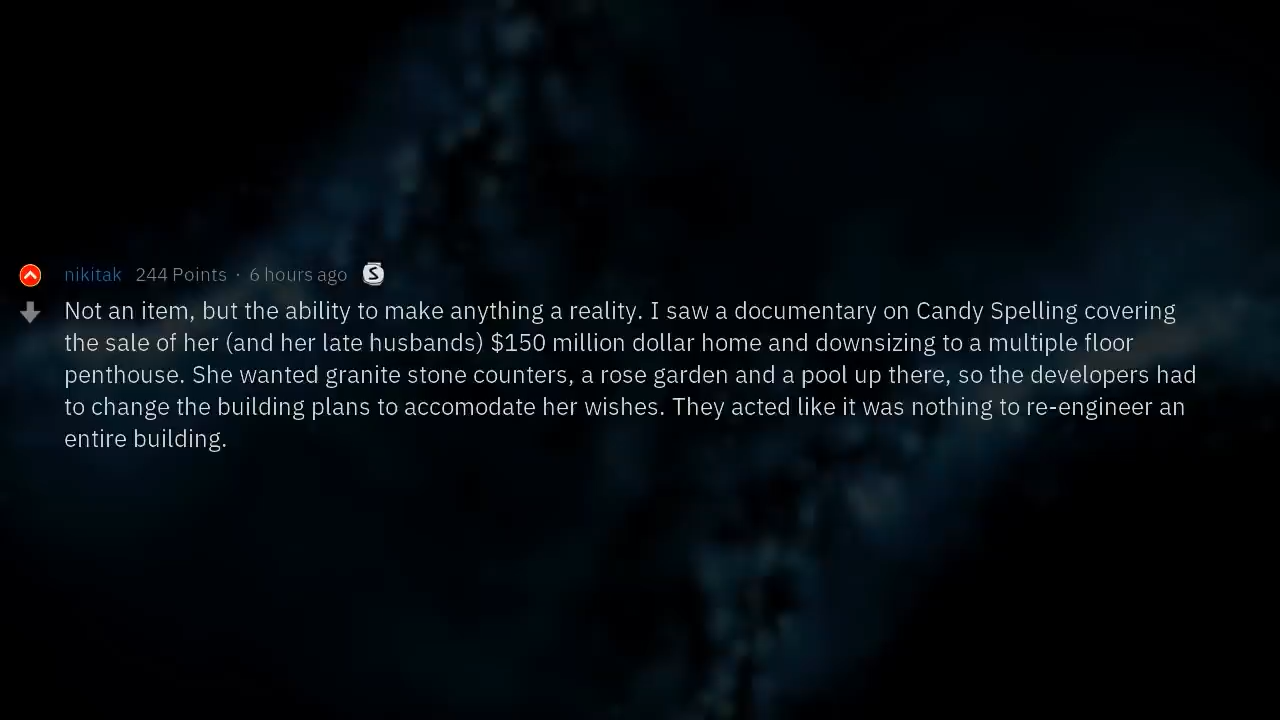 nikitak 244 Points · 6 hours ago S
Not an item, but the ability to make anything a reality. I saw a documentary on Candy Spelling covering
the sale of her (and her late husbands) $150 million dollar home and downsizing to a multiple floor
penthouse. She wanted granite stone counters, a rose garden and a pool up there, so the developers had
to change the building plans to accomodate her wishes. They acted like it was nothing to re-engineer an
entire building.